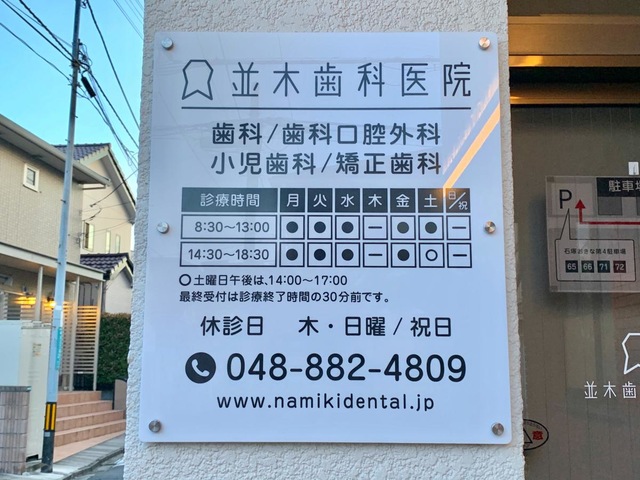 並木歯科医院
歯科/歯科口腔外科
小児歯科/矯正歯科
診療時間 月 火 水 木 金 土 日/祝
8:30～13:00 ● ● ● ー ● ● ー
14:30～18:30 ● ● ● ー ● ○ ー
○土曜日午後は、14:00～17:00
最終受付は診療終了時間の30分前です。
休診日 木・日曜/祝日
048-882-4809
www.namikidental.jp
駐車場
P
65 66 71 72
並木歯